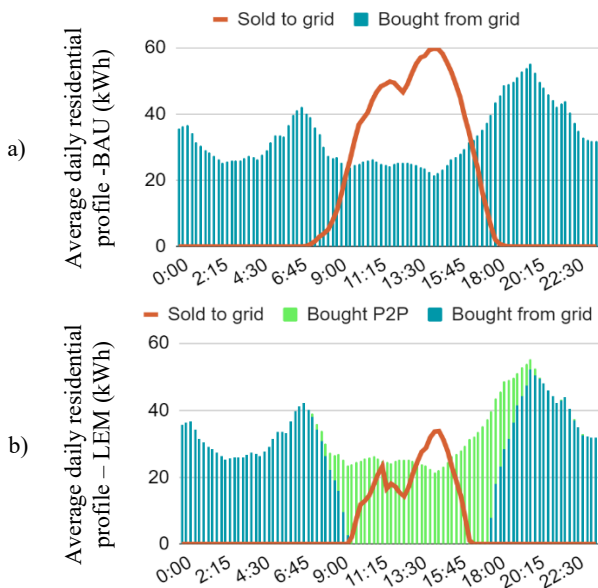 Sold to grid Bought from grid
a)
Average daily residential
profile -BAU (kWh)
60
40
20
0
0:00 2:15 4:30 6:45 9:00 11:15 13:30 15:45 18:00 20:15 22:30
Sold to grid Bought P2P Bought from grid
b)
Average daily residential
profile – LEM (kWh)
60
40
20
0
0:00 2:15 4:30 6:45 9:00 11:15 13:30 15:45 18:00 20:15 22:30